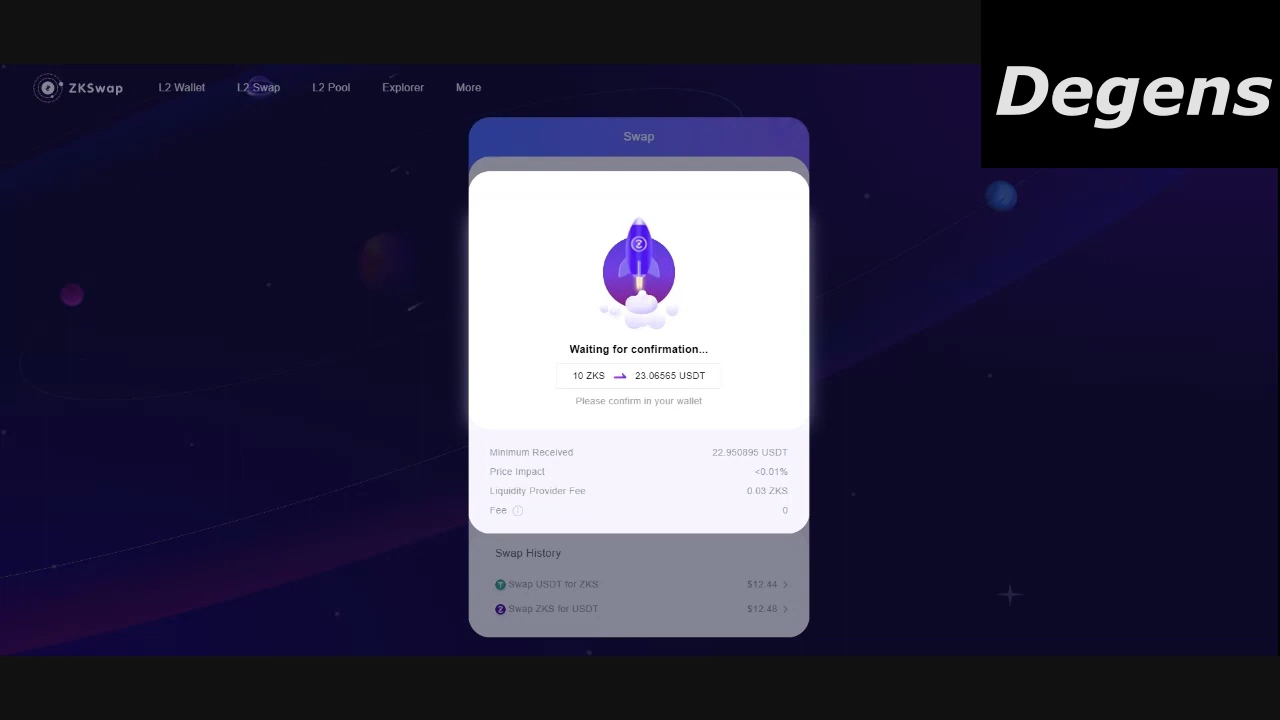 Degens
ZKSwap L2 Wallet L2 Swap L2 Pool Explorer More
Swap
Waiting for confirmation...
10 ZKS 23.06565 USDT
Please confirm in your wallet
Minimum Received 22.950895 USDT
Price Impact <0.01%
Liquidity Provider Fee 0.03 ZKS
Fee 0
Swap History
Swap USDT for ZKS $12.44
Swap ZKS for USDT $12.48